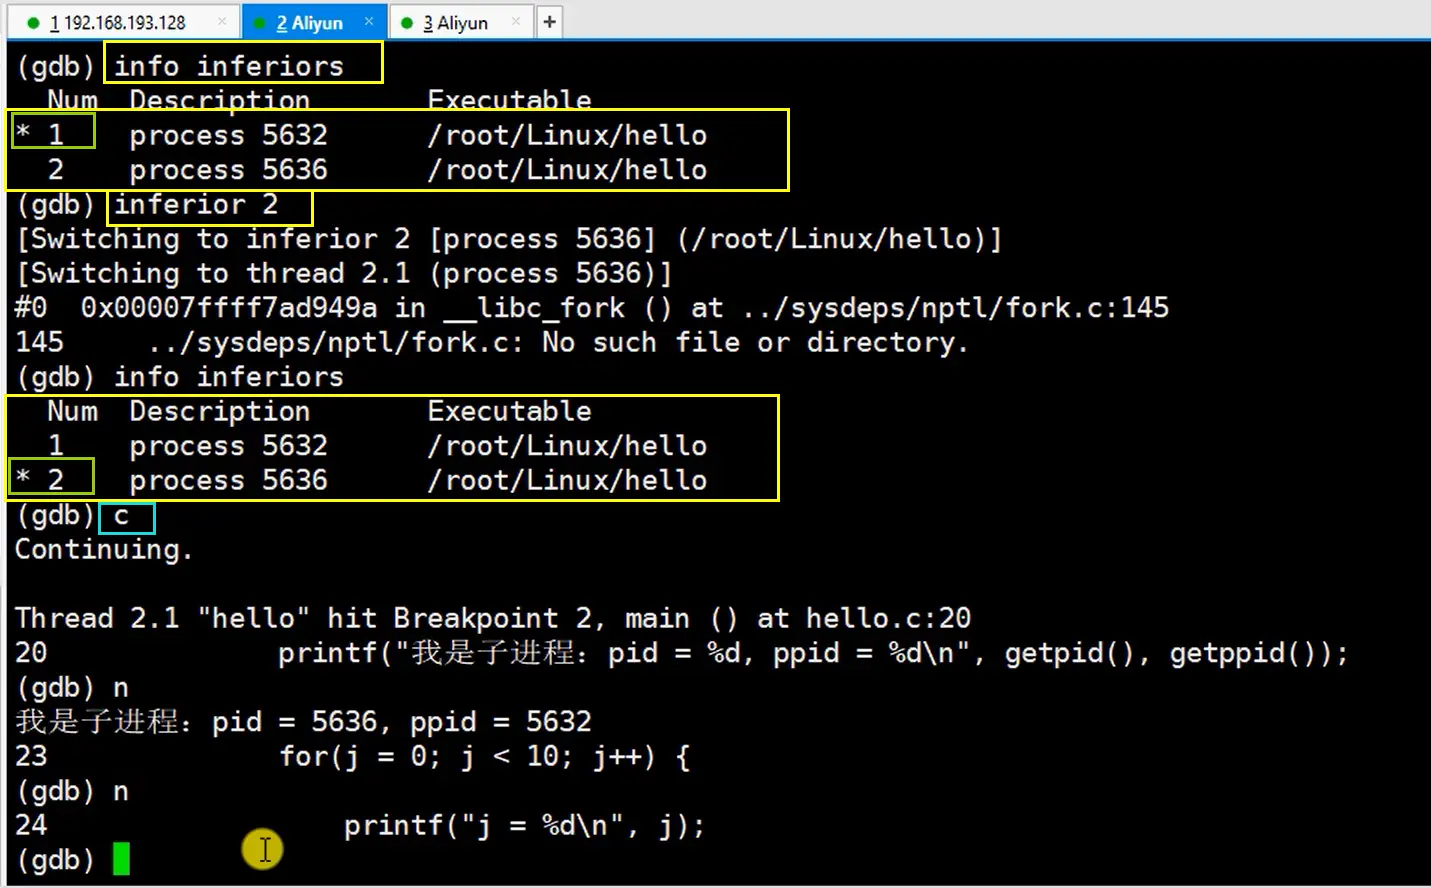 1 192.168.193.128 × 2 Aliyun × 3 Aliyun × +
(gdb) info inferiors
  Num  Description       Executable
* 1    process 5632      /root/Linux/hello
  2    process 5636      /root/Linux/hello
(gdb) inferior 2
[Switching to inferior 2 [process 5636] (/root/Linux/hello)]
[Switching to thread 2.1 (process 5636)]
#0  0x00007ffff7ad949a in __libc_fork () at ../sysdeps/nptl/fork.c:145
145     ../sysdeps/nptl/fork.c: No such file or directory.
(gdb) info inferiors
  Num  Description       Executable
  1    process 5632      /root/Linux/hello
* 2    process 5636      /root/Linux/hello
(gdb) c
Continuing.
Thread 2.1 "hello" hit Breakpoint 2, main () at hello.c:20
20              printf("我是子进程：pid = %d, ppid = %d\n", getpid(), getppid());
(gdb) n
我是子进程：pid = 5636, ppid = 5632
23              for(j = 0; j < 10; j++) {
(gdb) n
24                  printf("j = %d\n", j);
(gdb)